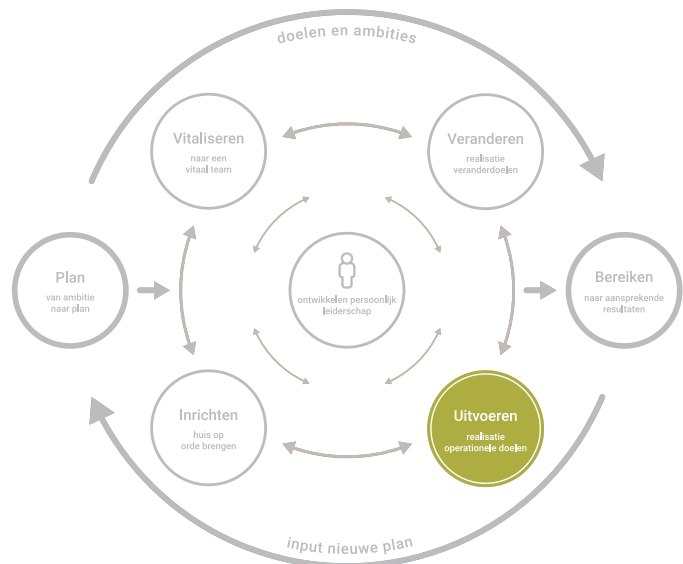 doelen en ambities
Vitaliseren
naar een
vitaal team
Veranderen
realisatie
veranderdoelen
Plan
van ambitie
naar plan
ontwikkelen persoonlijk
leiderschap
Bereiken
naar aansprekende
resultaten
Inrichten
huis op
orde brengen
Uitvoeren
realisatie
operationele doelen
input nieuwe plan